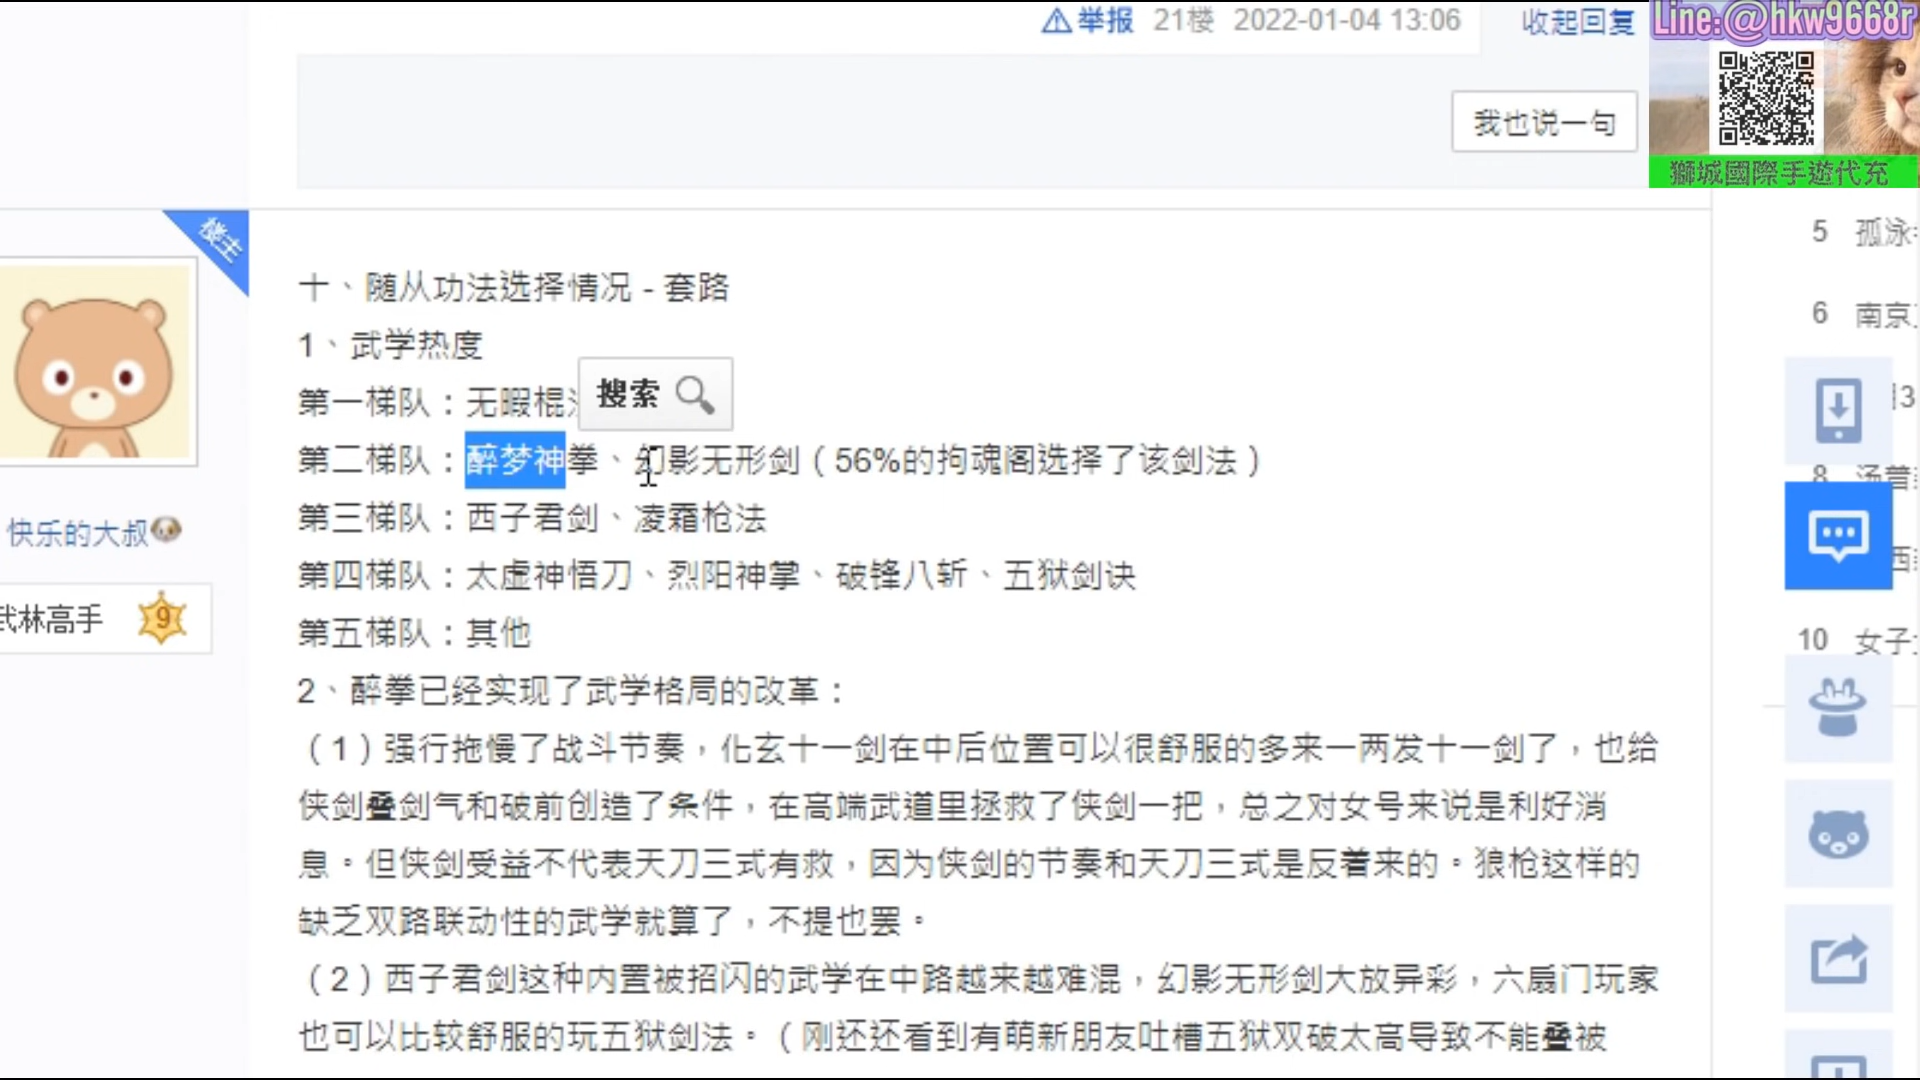 举报 21楼 2022-01-04 13:06 收起回复
Line:@hkw9668r
我也说一句
獅城國際手遊代充
楼主
快乐的大叔
武林高手 9
十、随从功法选择情况 - 套路
1、武学热度
第一梯队：无暇棍
搜索
第二梯队：醉梦神拳、幻影无形剑（56%的拘魂阁选择了该剑法）
第三梯队：西子君剑、凌霜枪法
第四梯队：太虚神悟刀、烈阳神掌、破锋八斩、五狱剑诀
第五梯队：其他
2、醉拳已经实现了武学格局的改革：
（1）强行拖慢了战斗节奏，化玄十一剑在中后位置可以很舒服的多来一两发十一剑了，也给
侠剑叠剑气和破前创造了条件，在高端武道里拯救了侠剑一把，总之对女号来说是利好消
息。但侠剑受益不代表天刀三式有救，因为侠剑的节奏和天刀三式是反着来的。狼枪这样的
缺乏双路联动性的武学就算了，不提也罢。
（2）西子君剑这种内置被招闪的武学在中路越来越难混，幻影无形剑大放异彩，六扇门玩家
也可以比较舒服的玩五狱剑法。（刚还还看到有萌新朋友吐槽五狱双破太高导致不能叠被
5 孤泳
6 南京
3
8 汤普
西
10 女子